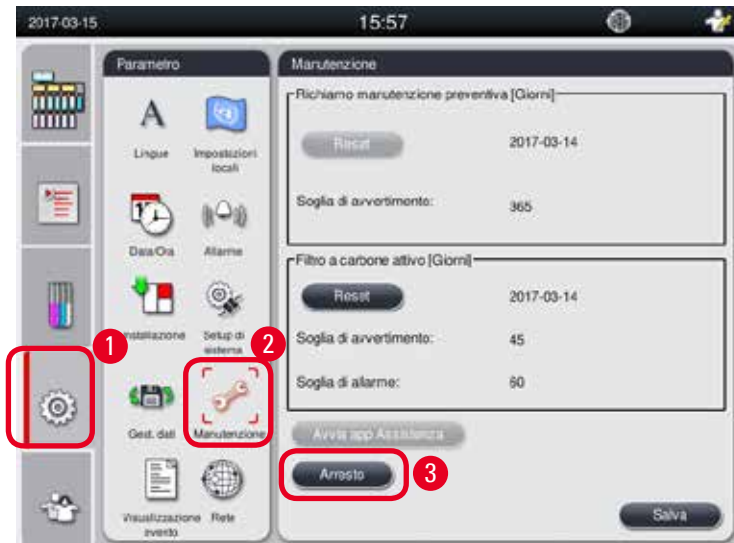 2017-03-15 15:57
Parametro
Lingue
Impostazioni
locali
Data/Ora
Allarme
Installazione
Setup di
sistema
Gest. dati
Manutenzione
Visualizzazione
evento
Rete
Manutenzione
Richiamo manutenzione preventiva [Giorni]
Reset 2017-03-14
Soglia di avvertimento: 365
Filtro a carbone attivo [Giorni]
Reset 2017-03-14
Soglia di avvertimento: 45
Soglia di allarme: 60
Avvia app Assistenza
Arresto
Salva
1
2
3